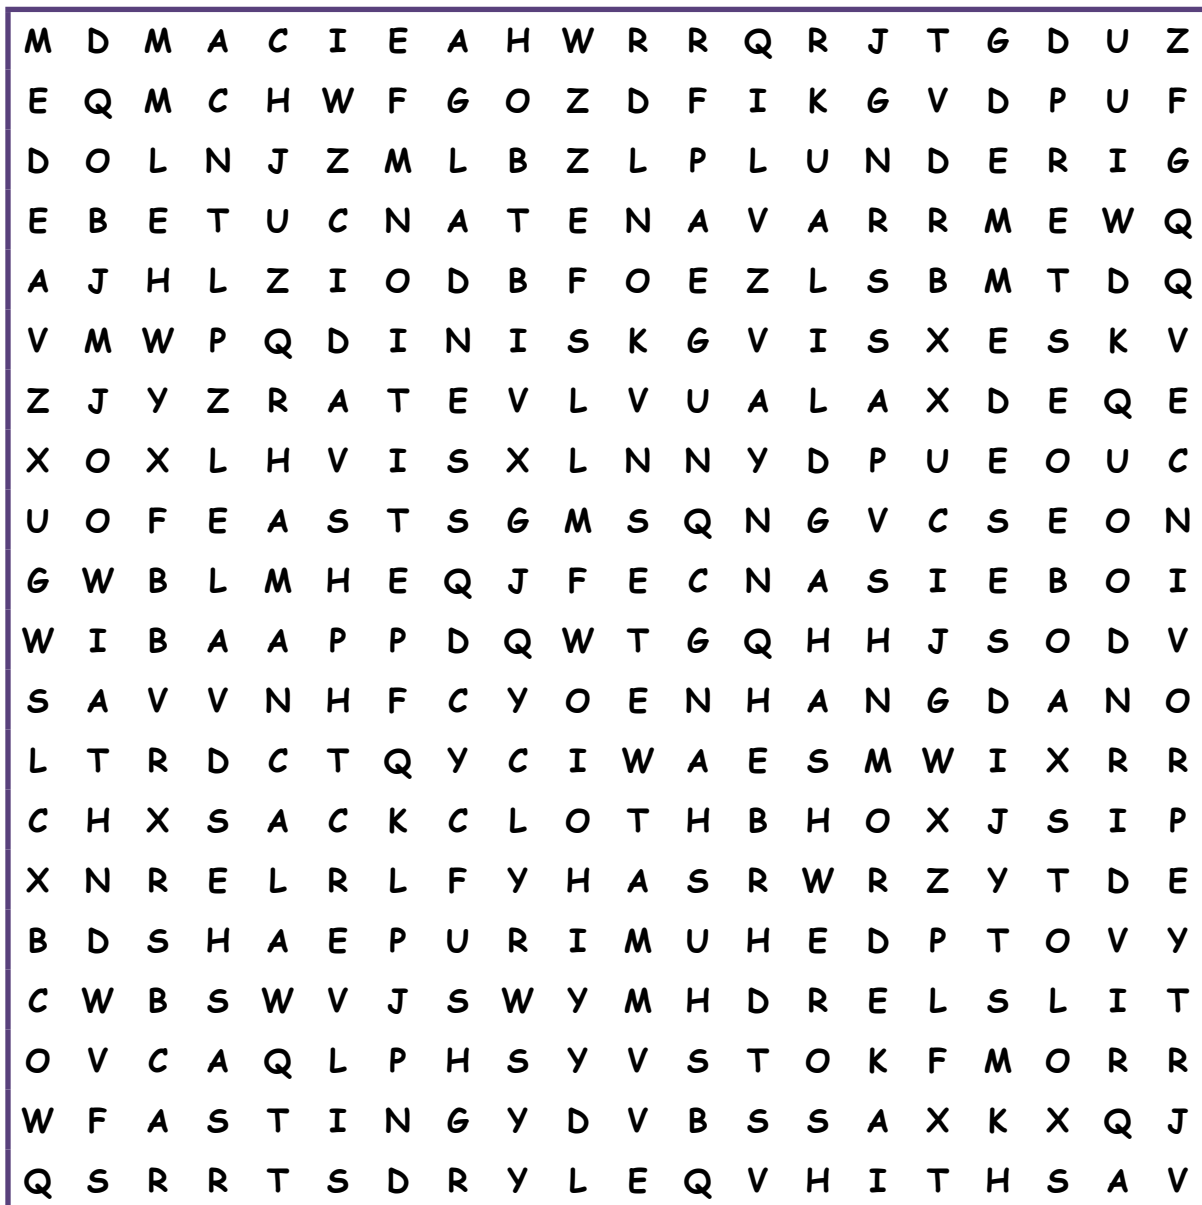 M D M A C I E A H W R R Q R J T G D U Z
E Q M C H W F G O Z D F I K G V D P U F
D O L N J Z M L B Z L P L U N D E R I G
E B E T U C N A T E N A V A R R M E W Q
A J H L Z I O D B F O E Z L S B M T D Q
V M W P Q D I N I S K G V I S X E S K V
Z J Y Z R A T E V L V U A L A X D E Q E
X O X L H V I S X L N N Y D P U E O U C
U O F E A S T S G M S Q N G V C S E O N
G W B L M H E Q J F E C N A S I E B O I
W I B A A P P D Q W T G Q H H J S O D V
S A V V N H F C Y O E N H A N G D A N O
L T R D C T Q Y C I W A E S M W I X R R
C H X S A C K C L O T H B H O X J S I P
X N R E L R L F Y H A S R W R Z Y T D E
B D S H A E P U R I M U H E D P T O V Y
C W B S W V J S W Y M H D R E L S L I T
O V C A Q L P H S Y V S T O K F M O R R
W F A S T I N G Y D V B S S A X K X Q J
Q S R R T S D R Y L E Q V H I T H S A V